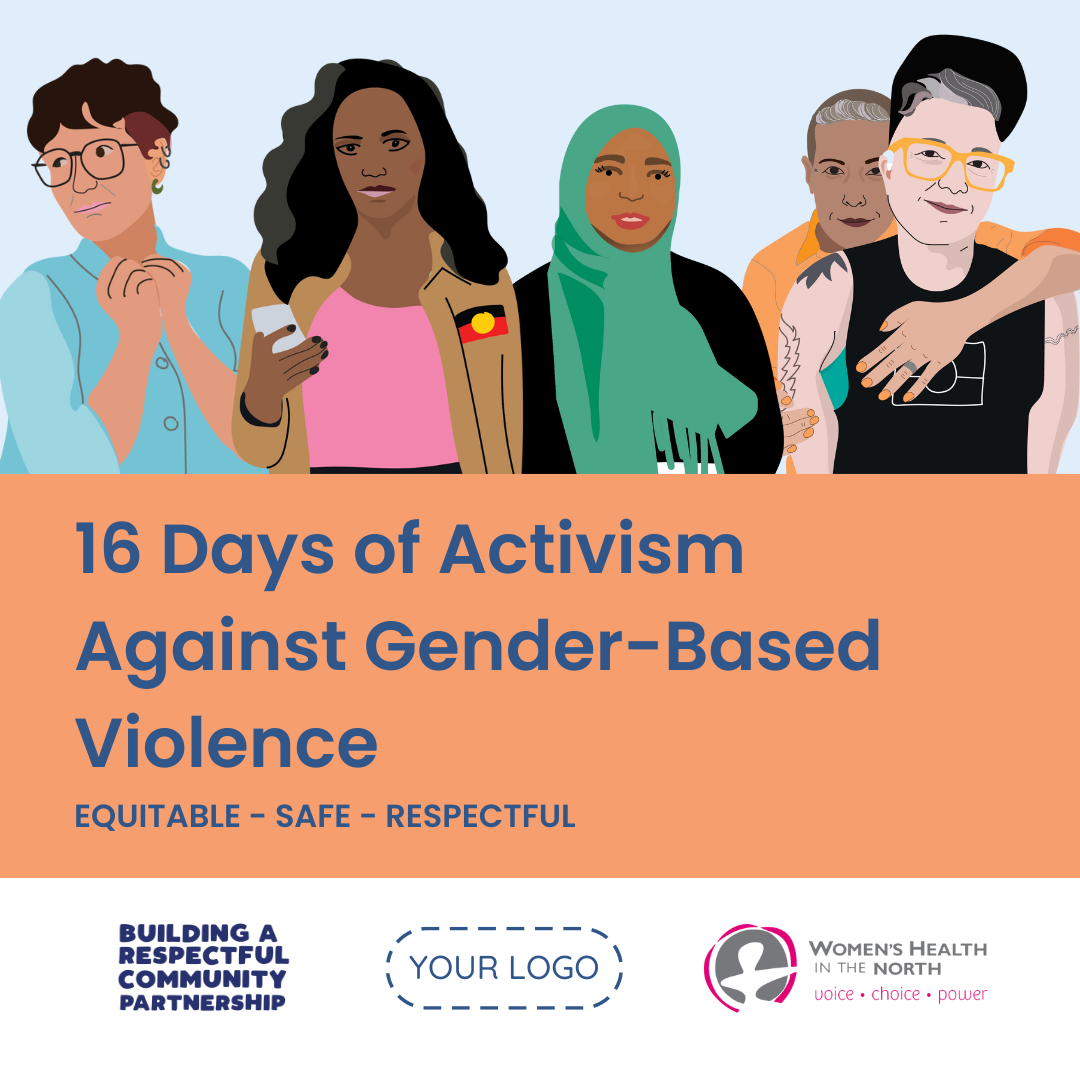 16 Days of Activism
Against Gender-Based
Violence
EQUITABLE - SAFE - RESPECTFUL
BUILDING A
RESPECTFUL
COMMUNITY
PARTNERSHIP
YOUR LOGO
WOMEN'S HEALTH
IN THE NORTH
voice • choice • power